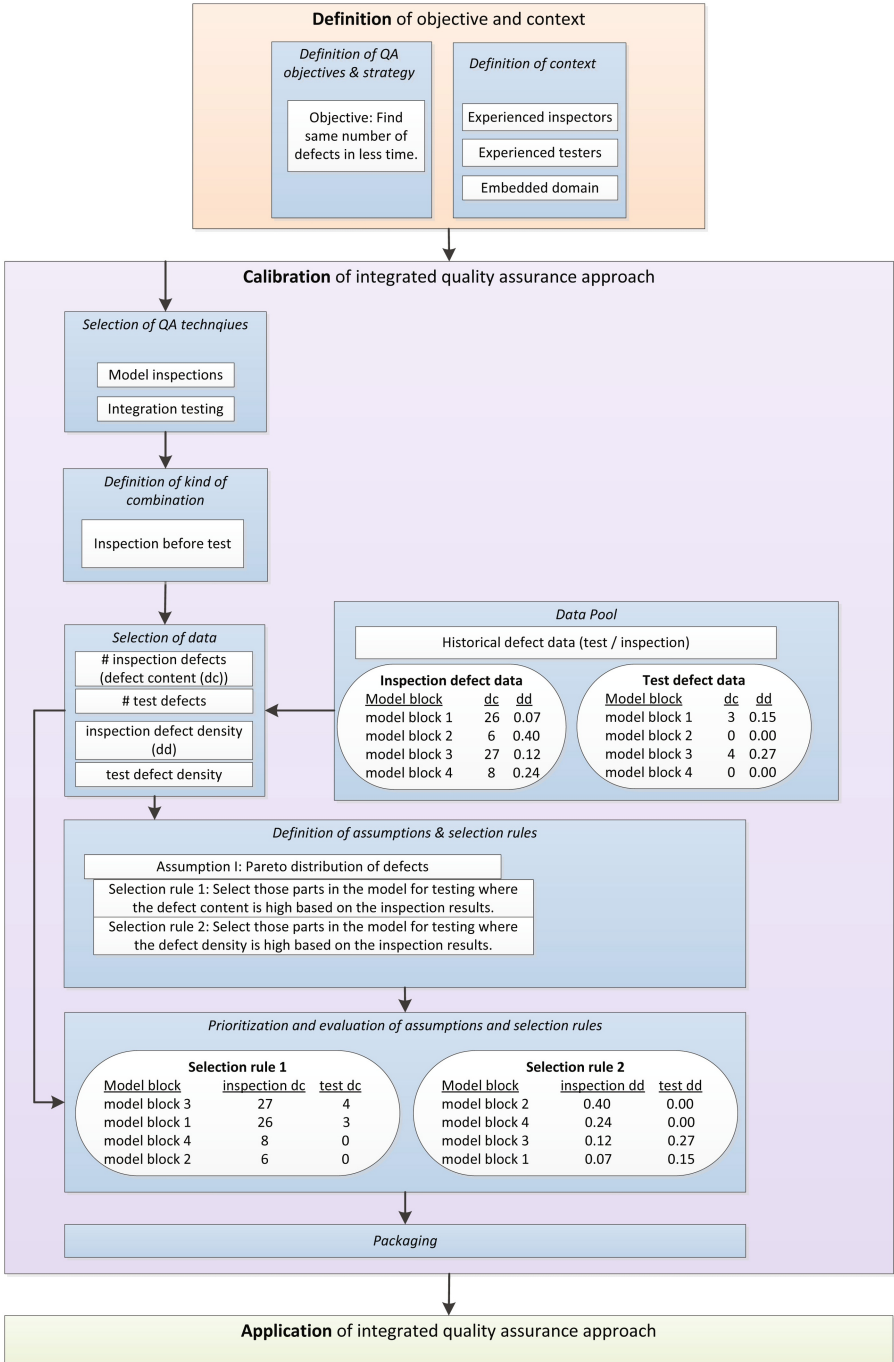 Definition of objective and context
Definition of QA
objectives & strategy
Objective: Find
same number of
defects in less time.
Definition of context
Experienced inspectors
Experienced testers
Embedded domain
Calibration of integrated quality assurance approach
Selection of QA technqiues
Model inspections
Integration testing
Definition of kind of
combination
Inspection before test
Selection of data
# inspection defects
(defect content (dc))
# test defects
inspection defect density
(dd)
test defect density
Data Pool
Historical defect data (test / inspection)
Inspection defect data
Model block dc dd
model block 1 26 0.07
model block 2 6 0.40
model block 3 27 0.12
model block 4 8 0.24
Test defect data
Model block dc dd
model block 1 3 0.15
model block 2 0 0.00
model block 3 4 0.27
model block 4 0 0.00
Definition of assumptions & selection rules
Assumption I: Pareto distribution of defects
Selection rule 1: Select those parts in the model for testing where
the defect content is high based on the inspection results.
Selection rule 2: Select those parts in the model for testing where
the defect density is high based on the inspection results.
Prioritization and evaluation of assumptions and selection rules
Selection rule 1
Model block inspection dc test dc
model block 3 27 4
model block 1 26 3
model block 4 8 0
model block 2 6 0
Selection rule 2
Model block inspection dd test dd
model block 2 0.40 0.00
model block 4 0.24 0.00
model block 3 0.12 0.27
model block 1 0.07 0.15
Packaging
Application of integrated quality assurance approach